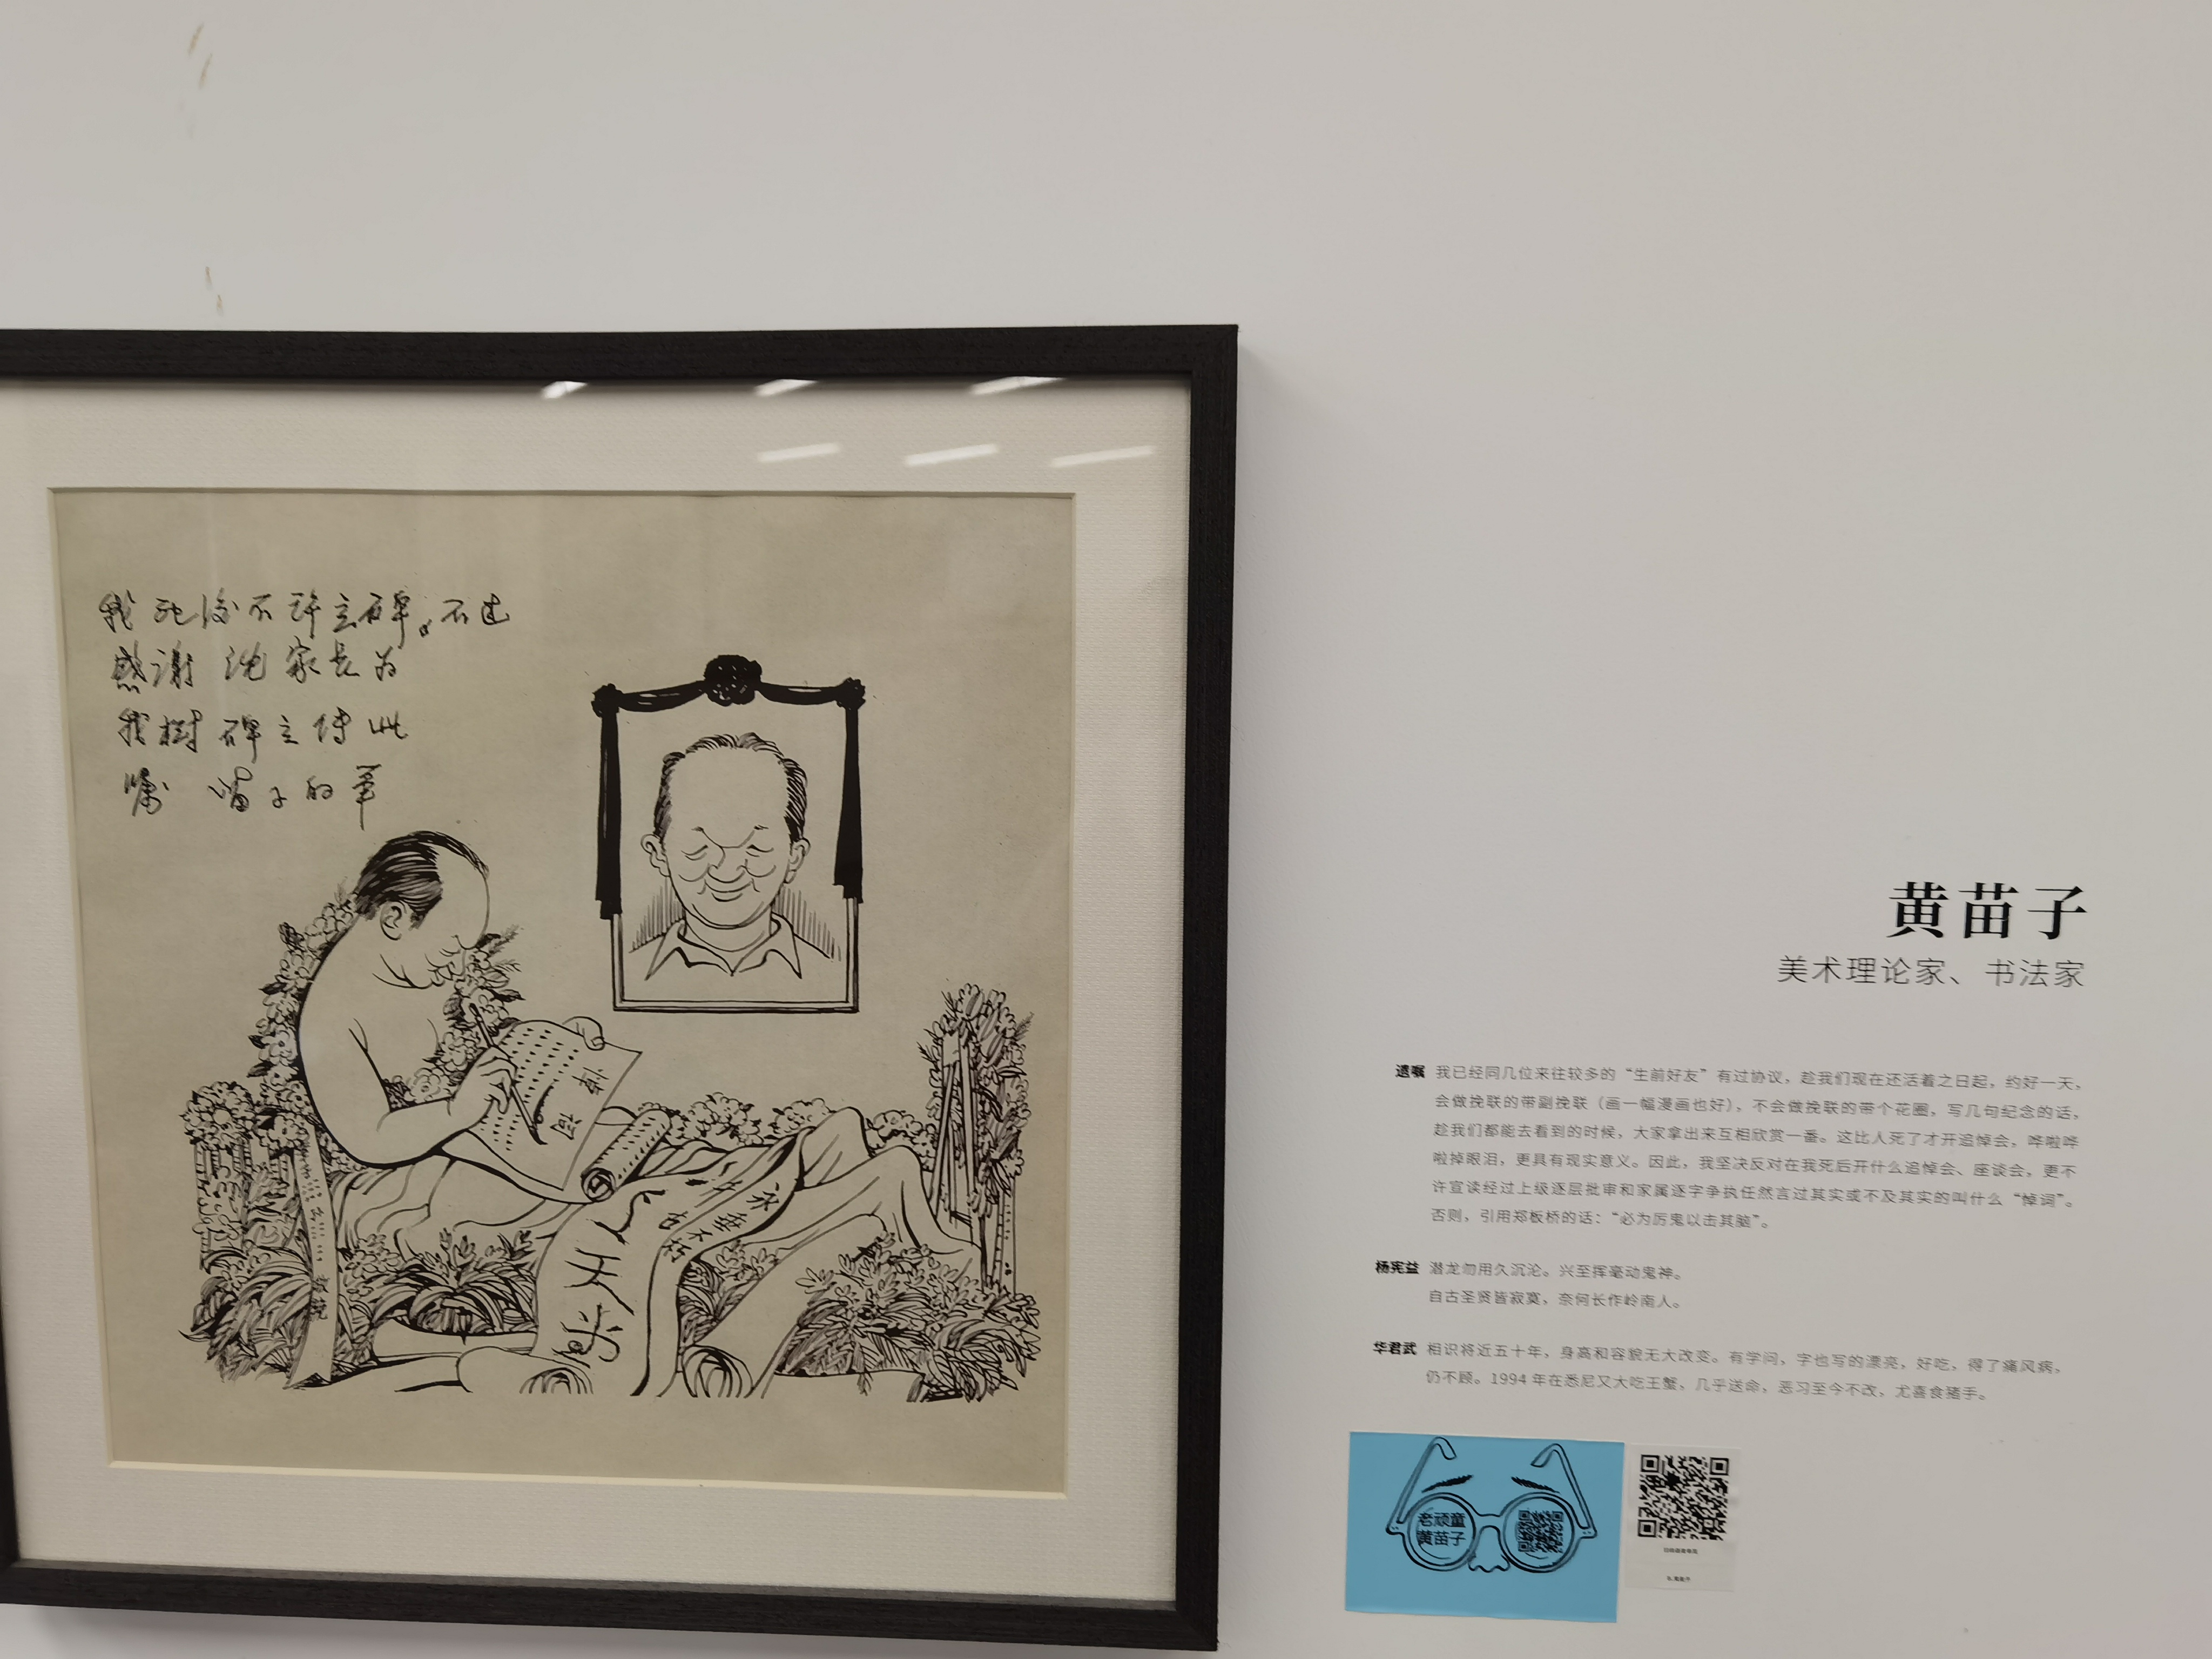 我死后不许立碑。不过
感谢沈家长为
我树碑立传 此
嘱 苗子的笔
悼
词
天
黄苗子
美术理论家、书法家
遗嘱 我已经同几位来往较多的“生前好友”有过协议，趁我们现在还活着之日起，约好一天，
会做挽联的带副挽联（画一幅漫画也好），不会做挽联的带个花圈，写几句纪念的话，
趁我们都能去看到的时候，大家拿出来互相欣赏一番。这比人死了才开追悼会，哗啦哗
啦掉眼泪，更具有现实意义。因此，我坚决反对在我死后开什么追悼会、座谈会，更不
许宣读经过上级逐层批审和家属逐字争执任然言过其实或不及其实的叫什么“悼词”。
否则，引用郑板桥的话：“必为厉鬼以击其脑”。
杨宪益 潜龙勿用久沉沦。兴至挥毫动鬼神。
自古圣贤皆寂寞，奈何长作岭南人。
华君武 相识将近五十年，身高和容貌无大改变。有学问，字也写的漂亮，好吃，得了痛风病，
仍不顾。1994 年在悉尼又大吃王蟹，几乎送命，恶习至今不改，尤喜食猪手。
老顽童
黄苗子